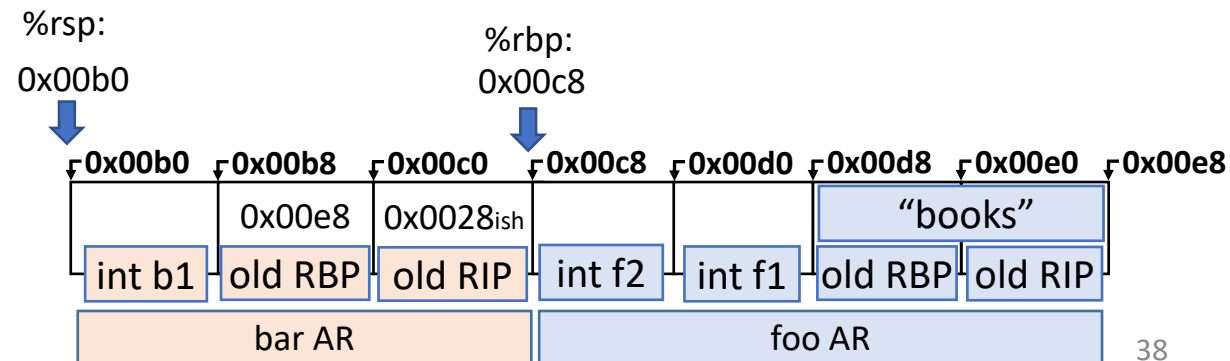 %rsp:
0x00b0
%rbp:
0x00c8
0x00b0 0x00b8 0x00c0 0x00c8 0x00d0 0x00d8 0x00e0 0x00e8
0x00e8 0x0028ish “books”
int b1 old RBP old RIP int f2 int f1 old RBP old RIP
bar AR foo AR
38